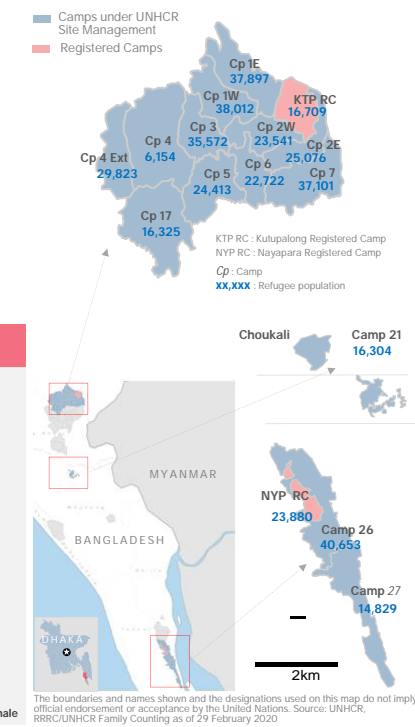 Camps under UNHCR
Site Management
Registered Camps
Cp 1E
37,897
Cp 1W
38,012
KTP RC
16,709
Cp 3
35,572
Cp 2W
23,541
Cp 2E
25,076
Cp 4
6,154
Cp 4 Ext
29,823
Cp 5
24,413
Cp 6
22,722
Cp 7
37,101
Cp 17
16,325
KTP RC : Kutupalong Registered Camp
NYP RC : Nayapara Registered Camp
Cp : Camp
xx,xxx : Refugee population
Choukali
Camp 21
16,304
MYANMAR
BANGLADESH
DHAKA
NYP RC
23,880
Camp 26
40,653
Camp 27
14,829
2km
The boundaries and names shown and the designations used on this map do not imply
official endorsement or acceptance by the United Nations. Source: UNHCR,
RRRC/UNHCR Family Counting as of 29 February 2020